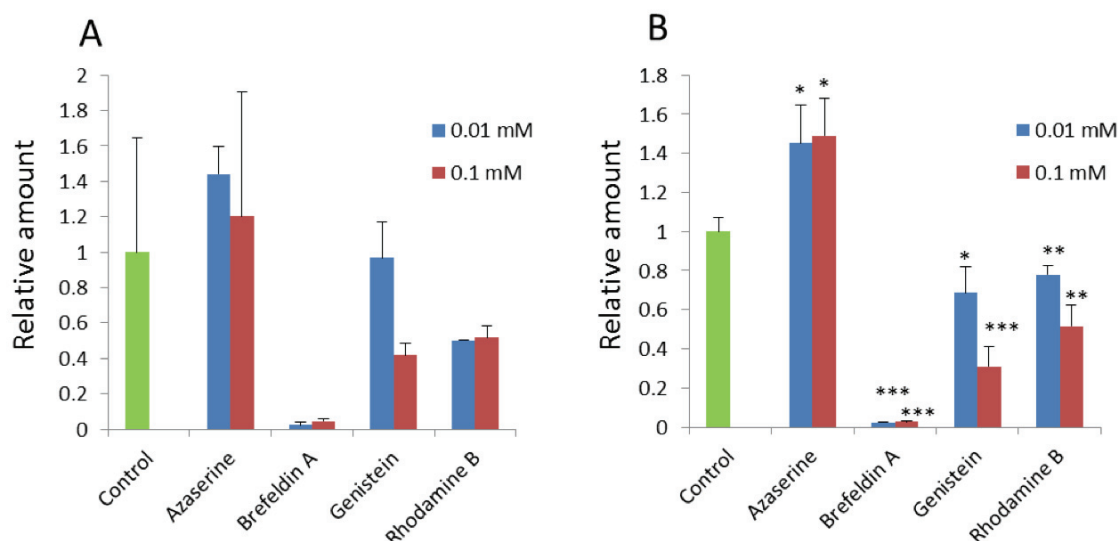 A
Relative amount
2
1.8
1.6
1.4
1.2
1
0.8
0.6
0.4
0.2
0
0.01 mM
0.1 mM
Control
Azaserine
Brefeldin A
Genistein
Rhodamine B
B
Relative amount
1.8
1.6
1.4
1.2
1
0.8
0.6
0.4
0.2
0
* *
*** ***
* ***
** **
0.01 mM
0.1 mM
Control
Azaserine
Brefeldin A
Genistein
Rhodamine B